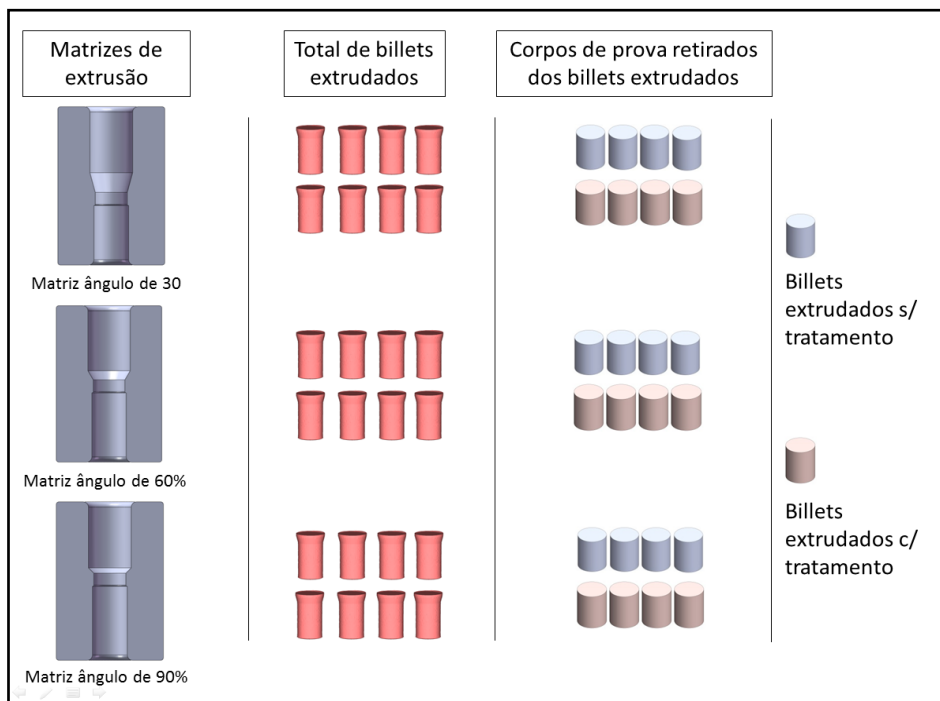 Matrizes de
extrusão
Total de billets
extrudados
Corpos de prova retirados
dos billets extrudados
Matriz ângulo de 30
Matriz ângulo de 60%
Matriz ângulo de 90%
Billets
extrudados s/
tratamento
Billets
extrudados c/
tratamento